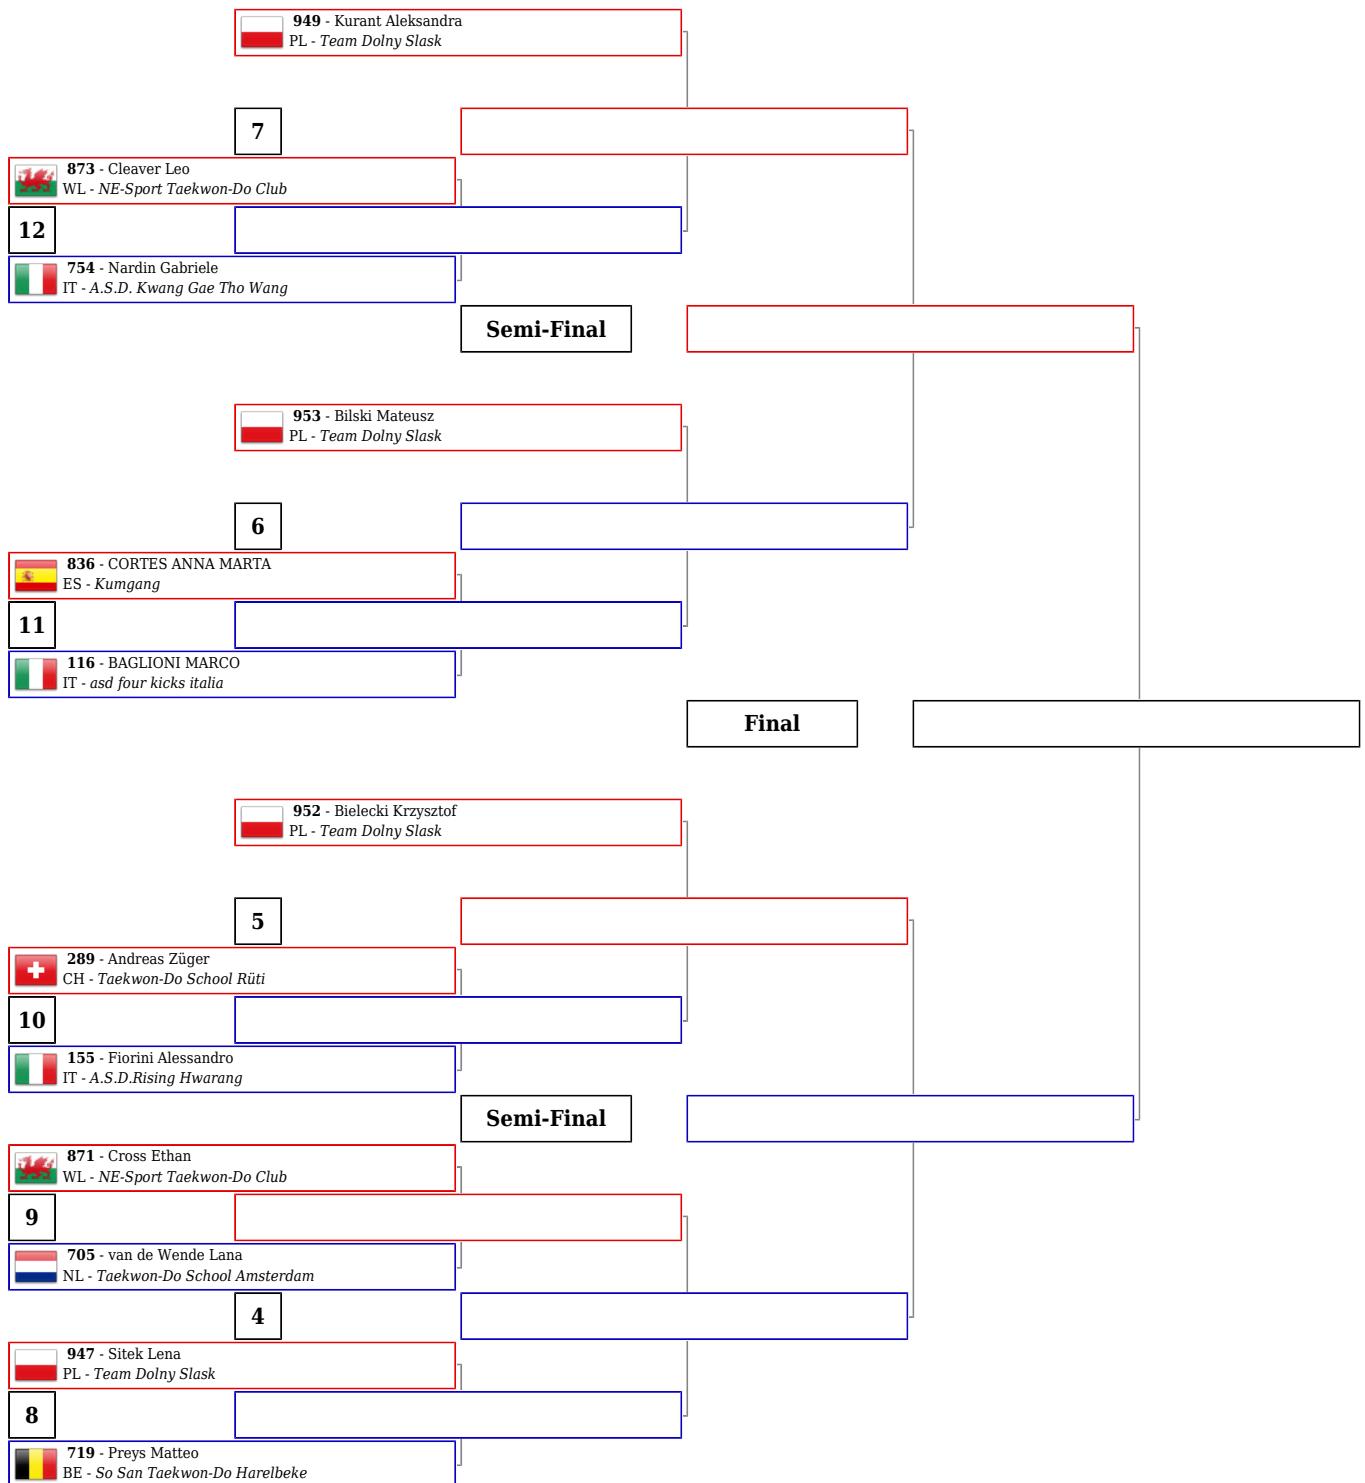 949 - Kurant Aleksandra
PL - Team Dolny Slask
7
873 - Cleaver Leo
WL - NE-Sport Taekwon-Do Club
12
754 - Nardin Gabriele
IT - A.S.D. Kwang Gae Tho Wang
Semi-Final
953 - Bilski Mateusz
PL - Team Dolny Slask
6
836 - CORTES ANNA MARTA
ES - Kumgang
11
116 - BAGLIONI MARCO
IT - asd four kicks italia
Final
952 - Bielecki Krzysztof
PL - Team Dolny Slask
5
289 - Andreas Züger
CH - Taekwon-Do School Rüti
10
155 - Fiorini Alessandro
IT - A.S.D.Rising Hwarang
Semi-Final
871 - Cross Ethan
WL - NE-Sport Taekwon-Do Club
9
705 - van de Wende Lana
NL - Taekwon-Do School Amsterdam
4
947 - Sitek Lena
PL - Team Dolny Slask
8
719 - Preys Matteo
BE - So San Taekwon-Do Harelbeke